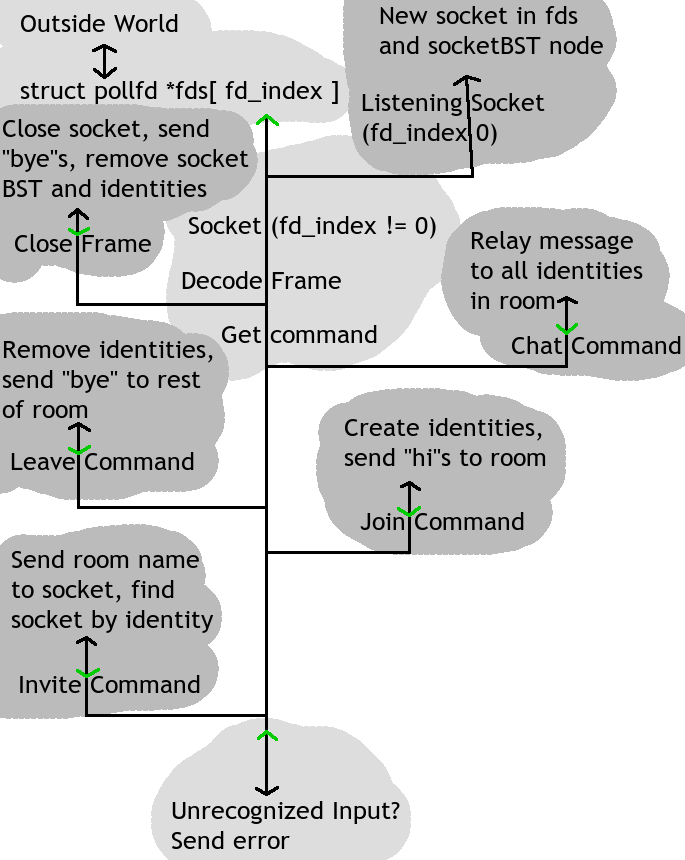 Outside World
struct pollfd *fds[ fd_index ]
New socket in fds
and socketBST node
Listening Socket
(fd_index 0)
Close socket, send
"bye"s, remove socket
BST and identities
Close Frame
Socket (fd_index != 0)
Decode Frame
Get command
Relay message
to all identities
in room
Chat Command
Remove identities,
send "bye" to rest
of room
Leave Command
Create identities,
send "hi"s to room
Join Command
Send room name
to socket, find
socket by identity
Invite Command
Unrecognized Input?
Send error